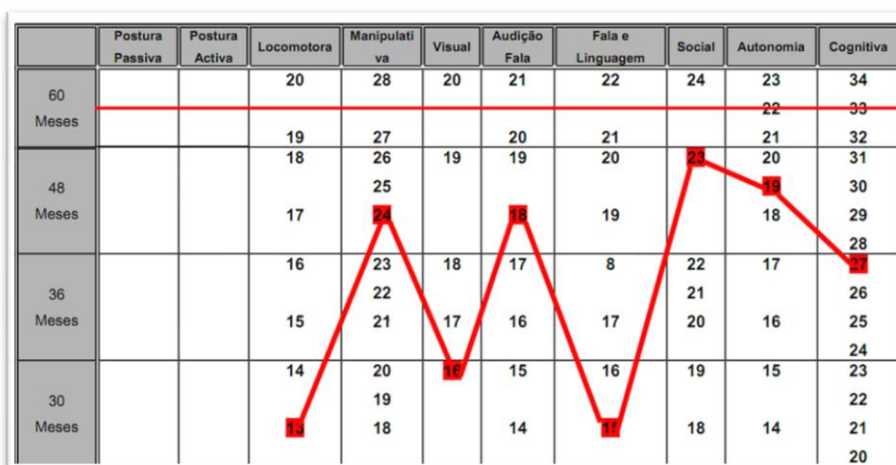 Postura Passiva Postura Activa Locomotora Manipulati va Visual Audição Fala Fala e Linguagem Social Autonomia Cognitiva
60 Meses
20 28 20 21 22 24 23 34
22 33
19 27 20 21 21 32
48 Meses
18 26 19 19 20 23 20 31
25 19 30
17 24 18 19 18 29
28
36 Meses
16 23 18 17 8 22 17 27
22 21 26
15 21 17 16 17 20 16 25
24
30 Meses
14 20 16 15 16 19 15 23
19 22
13 18 14 15 18 14 21
20